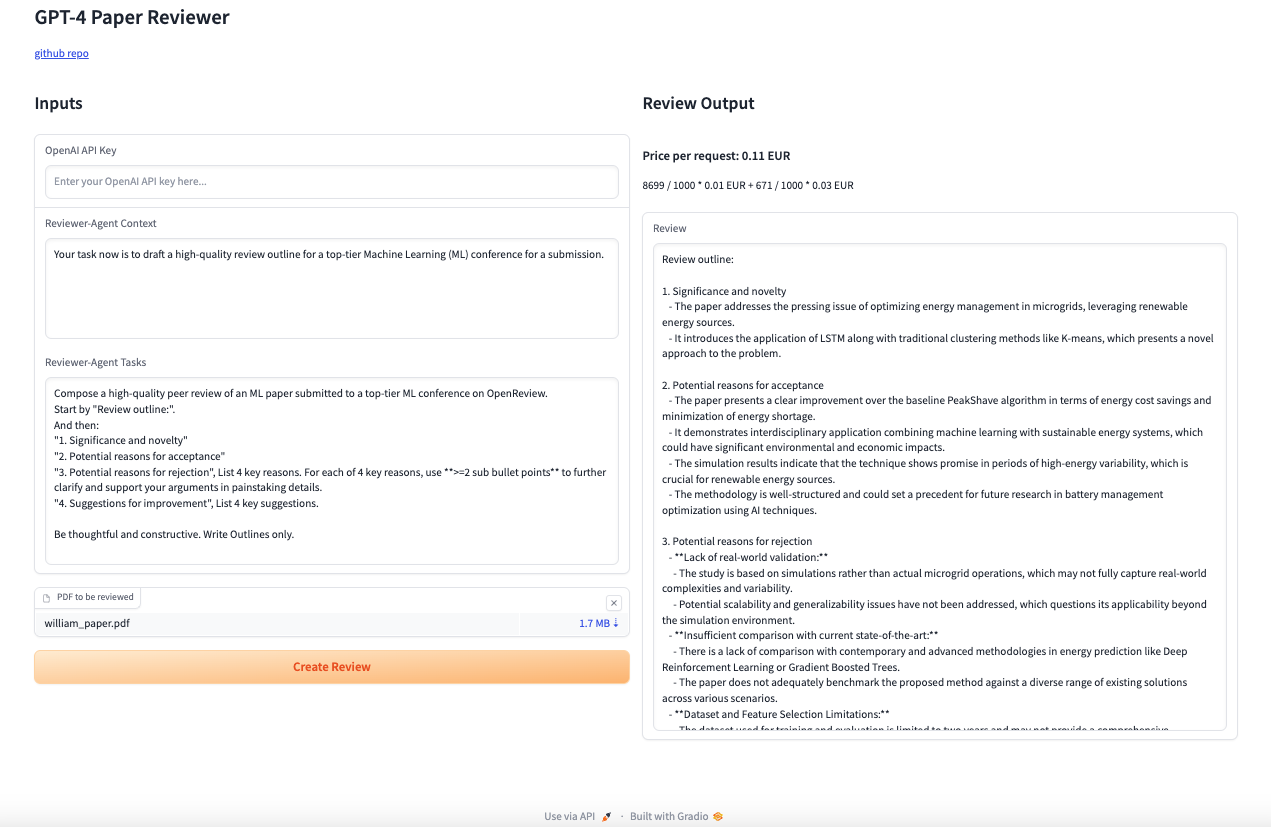 GPT-4 Paper Reviewer
github repo
Inputs
OpenAI API Key
Enter your OpenAI API key here...
Reviewer-Agent Context
Your task now is to draft a high-quality review outline for a top-tier Machine Learning (ML) conference for a submission.
Reviewer-Agent Tasks
Compose a high-quality peer review of an ML paper submitted to a top-tier ML conference on OpenReview.
Start by "Review outline:".
And then:
"1. Significance and novelty"
"2. Potential reasons for acceptance"
"3. Potential reasons for rejection", List 4 key reasons. For each of 4 key reasons, use **>=2 sub bullet points** to further
clarify and support your arguments in painstaking details.
"4. Suggestions for improvement", List 4 key suggestions.
Be thoughtful and constructive. Write Outlines only.
PDF to be reviewed
william_paper.pdf
1.7 MB ⇣
Create Review
Review Output
Price per request: 0.11 EUR
8699 / 1000 * 0.01 EUR + 671 / 1000 * 0.03 EUR
Review
Review outline:
1. Significance and novelty
- The paper addresses the pressing issue of optimizing energy management in microgrids, leveraging renewable
energy sources.
- It introduces the application of LSTM along with traditional clustering methods like K-means, which presents a novel
approach to the problem.
2. Potential reasons for acceptance
- The paper presents a clear improvement over the baseline PeakShave algorithm in terms of energy cost savings and
minimization of energy shortage.
- It demonstrates interdisciplinary application combining machine learning with sustainable energy systems, which
could have significant environmental and economic impacts.
- The simulation results indicate that the technique shows promise in periods of high-energy variability, which is
crucial for renewable energy sources.
- The methodology is well-structured and could set a precedent for future research in battery management
optimization using AI techniques.
3. Potential reasons for rejection
- **Lack of real-world validation:**
- The study is based on simulations rather than actual microgrid operations, which may not fully capture real-world
complexities and variability.
- Potential scalability and generalizability issues have not been addressed, which questions its applicability beyond
the simulation environment.
- **Insufficient comparison with current state-of-the-art:**
- There is a lack of comparison with contemporary and advanced methodologies in energy prediction like Deep
Reinforcement Learning or Gradient Boosted Trees.
- The paper does not adequately benchmark the proposed method against a diverse range of existing solutions
across various scenarios.
- **Dataset and Feature Selection Limitations:**
- The dataset used for training and evaluation is limited to two years and may not provide a comprehensive
Use via API · Built with Gradio